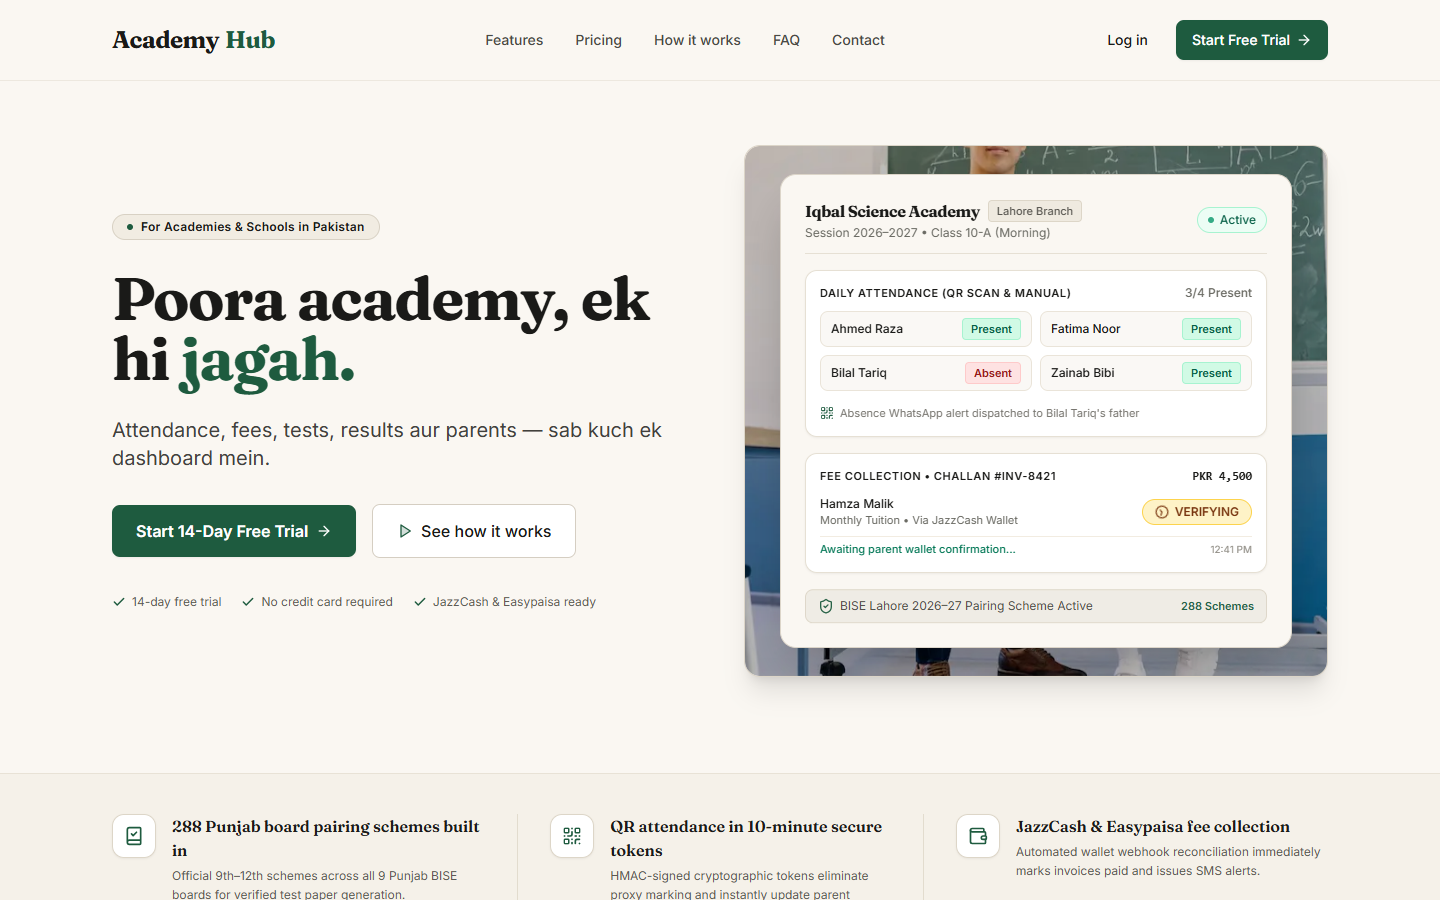 Academy Hub
Features
Pricing
How it works
FAQ
Contact
Log in
Start Free Trial
For Academies & Schools in Pakistan
Poora academy, ek
hi jagah.
Attendance, fees, tests, results aur parents — sab kuch ek
dashboard mein.
Start 14-Day Free Trial
See how it works
14-day free trial
No credit card required
JazzCash & Easypaisa ready
Iqbal Science Academy
Lahore Branch
Session 2026–2027 • Class 10-A (Morning)
Active
DAILY ATTENDANCE (QR SCAN & MANUAL)
3/4 Present
Ahmed Raza
Present
Fatima Noor
Present
Bilal Tariq
Absent
Zainab Bibi
Present
Absence WhatsApp alert dispatched to Bilal Tariq's father
FEE COLLECTION • CHALLAN #INV-8421
PKR 4,500
Hamza Malik
Monthly Tuition • Via JazzCash Wallet
VERIFYING
Awaiting parent wallet confirmation...
12:41 PM
BISE Lahore 2026–27 Pairing Scheme Active
288 Schemes
288 Punjab board pairing schemes built
in
Official 9th–12th schemes across all 9 Punjab BISE
boards for verified test paper generation.
QR attendance in 10-minute secure
tokens
HMAC-signed cryptographic tokens eliminate
proxy marking and instantly update parent
JazzCash & Easypaisa fee collection
Automated wallet webhook reconciliation immediately
marks invoices paid and issues SMS alerts.